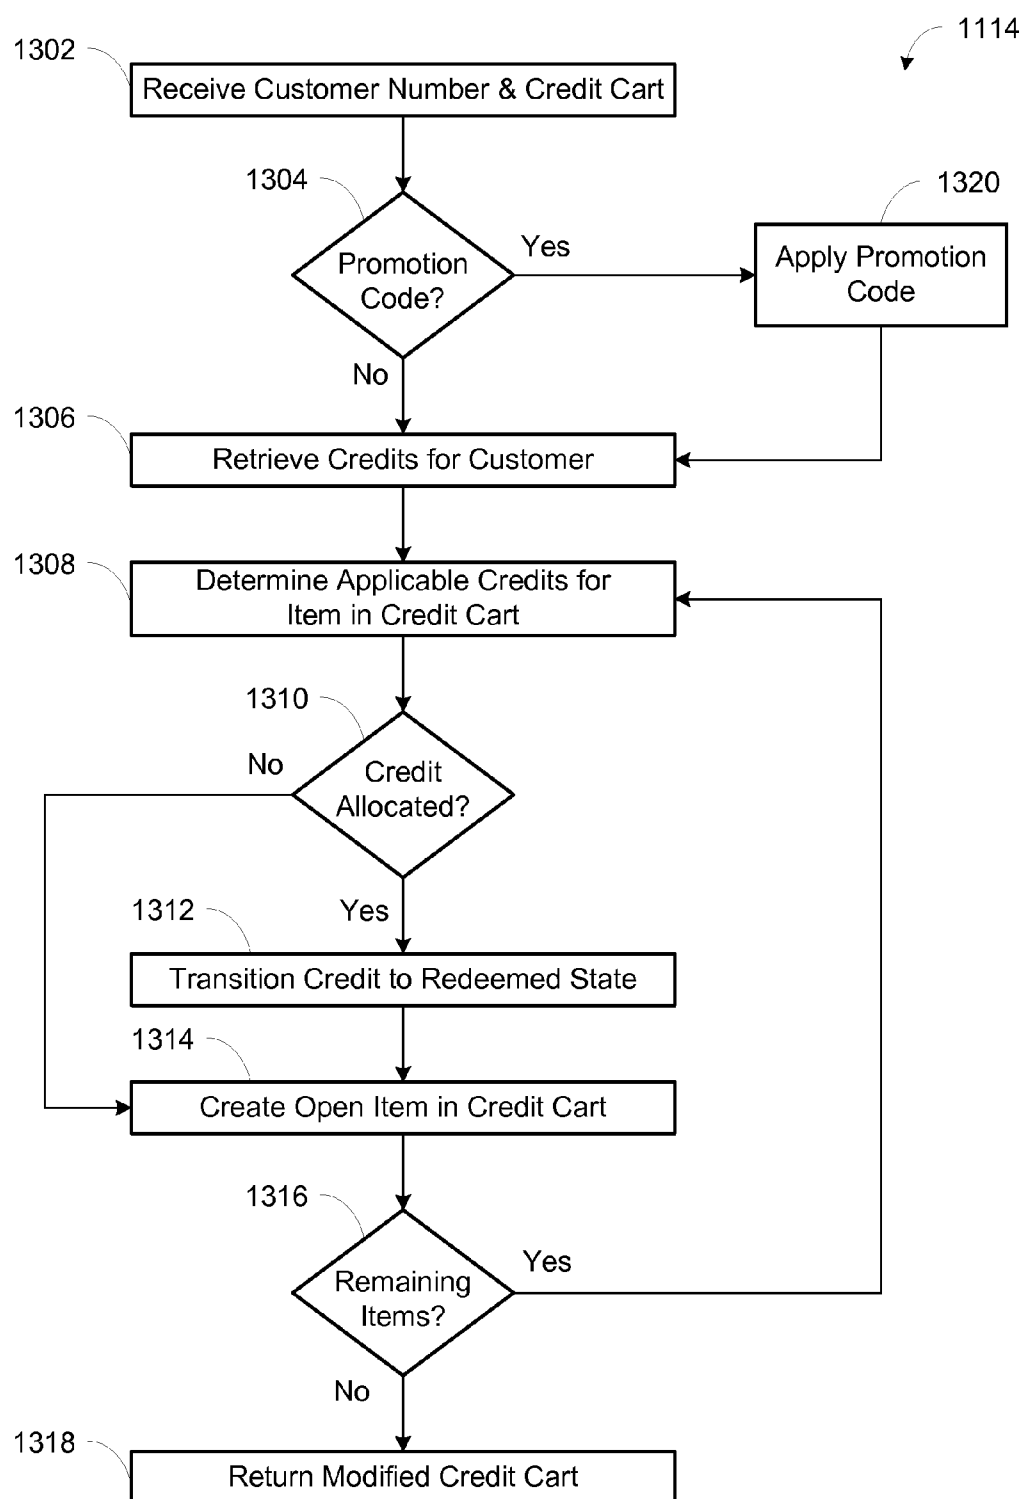 1114
1302
Receive Customer Number & Credit Cart
1304
Promotion
Code?
Yes
1320
Apply Promotion
Code
No
1306
Retrieve Credits for Customer
1308
Determine Applicable Credits for
Item in Credit Cart
1310
No
Credit
Allocated?
Yes
1312
Transition Credit to Redeemed State
1314
Create Open Item in Credit Cart
1316
Remaining
Items?
Yes
No
1318
Return Modified Credit Cart